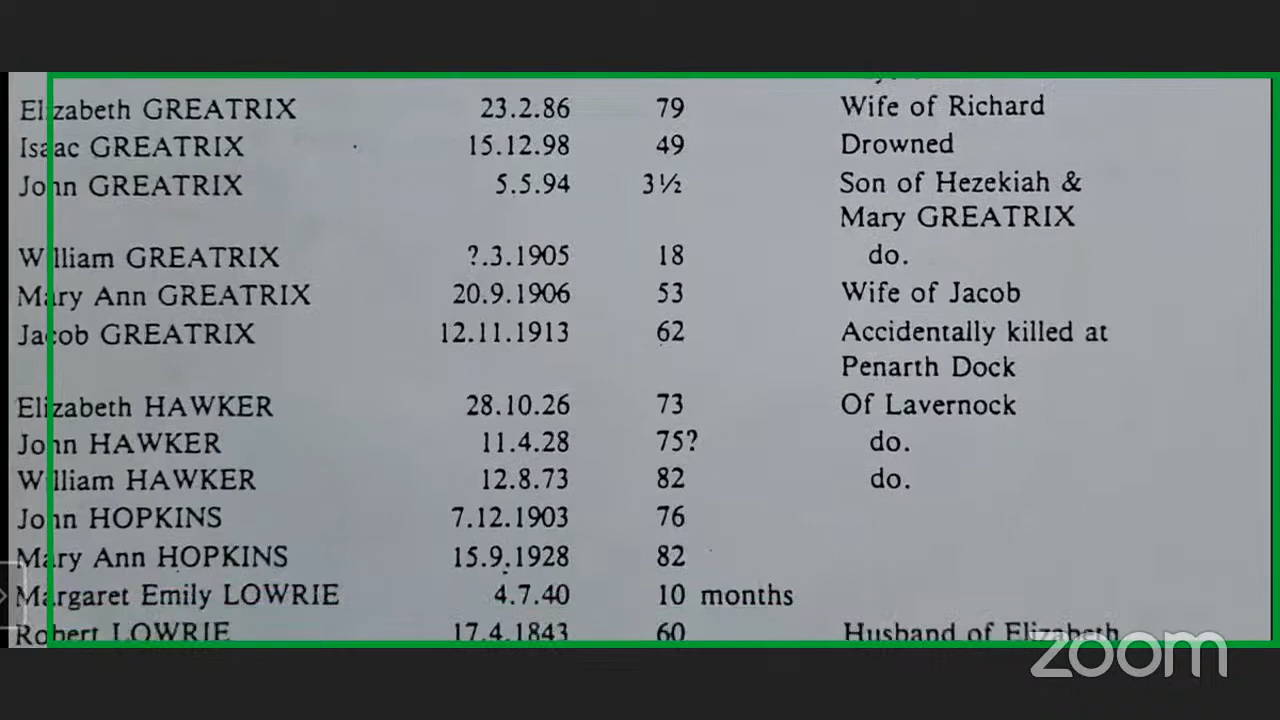 Elizabeth GREATRIX 23.2.86 79 Wife of Richard
Isaac GREATRIX 15.12.98 49 Drowned
John GREATRIX 5.5.94 3½ Son of Hezekiah &
Mary GREATRIX
William GREATRIX ?.3.1905 18 do.
Mary Ann GREATRIX 20.9.1906 53 Wife of Jacob
Jacob GREATRIX 12.11.1913 62 Accidentally killed at
Penarth Dock
Elizabeth HAWKER 28.10.26 73 Of Lavernock
John HAWKER 11.4.28 75? do.
William HAWKER 12.8.73 82 do.
John HOPKINS 7.12.1903 76
Mary Ann HOPKINS 15.9.1928 82
Margaret Emily LOWRIE 4.7.40 10 months
Robert LOWRIE 17.4.1843 60 Husband of Elizabeth
zoom